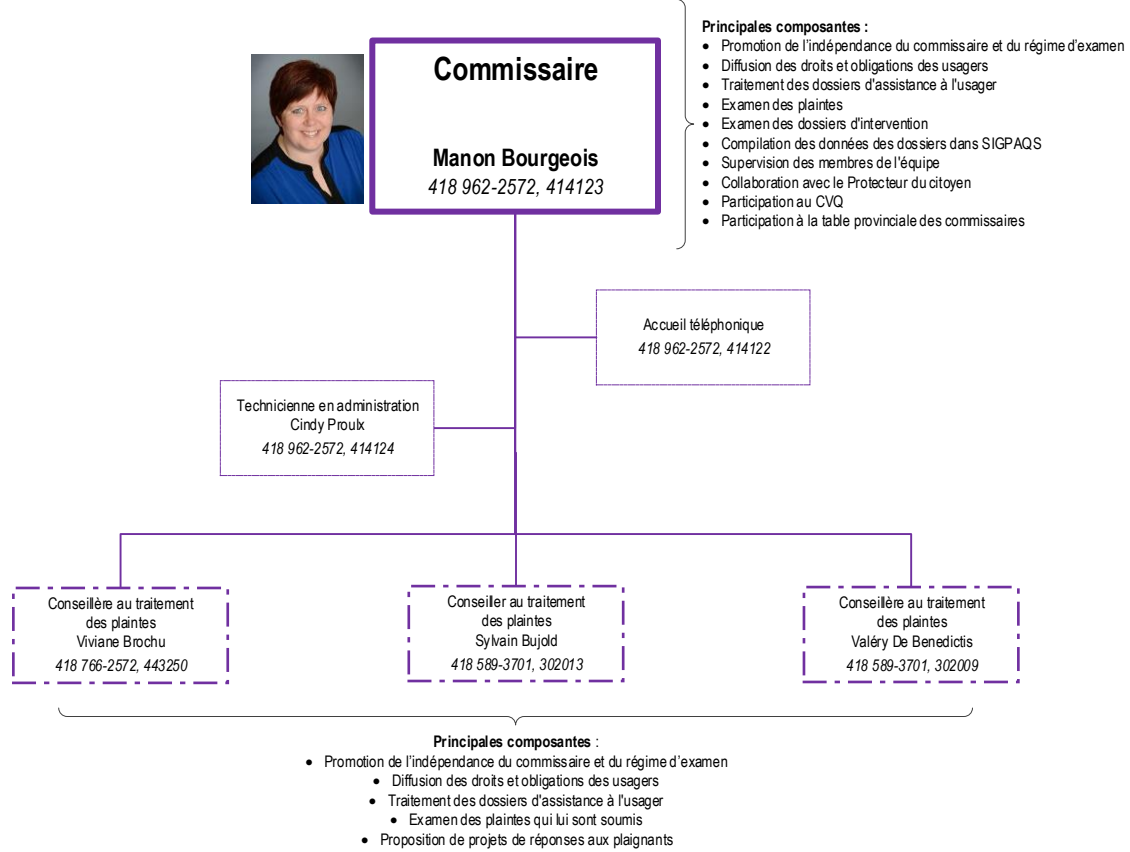 Commissaire
Manon Bourgeois
418 962-2572, 414123
Principales composantes :
• Promotion de l'indépendance du commissaire et du régime d'examen
• Diffusion des droits et obligations des usagers
• Traitement des dossiers d'assistance à l'usager
• Examen des plaintes
• Examen des dossiers d'intervention
• Compilation des données des dossiers dans SIGPAQS
• Supervision des membres de l'équipe
• Collaboration avec le Protecteur du citoyen
• Participation au CVQ
• Participation à la table provinciale des commissaires
Accueil téléphonique
418 962-2572, 414122
Technicienne en administration
Cindy Proulx
418 962-2572, 414124
Conseillère au traitement
des plaintes
Viviane Brochu
418 766-2572, 443250
Conseiller au traitement
des plaintes
Sylvain Bujold
418 589-3701, 302013
Conseillère au traitement
des plaintes
Valéry De Benedictis
418 589-3701, 302009
Principales composantes :
• Promotion de l'indépendance du commissaire et du régime d'examen
• Diffusion des droits et obligations des usagers
• Traitement des dossiers d'assistance à l'usager
• Examen des plaintes qui lui sont soumis
• Proposition de projets de réponses aux plaignants